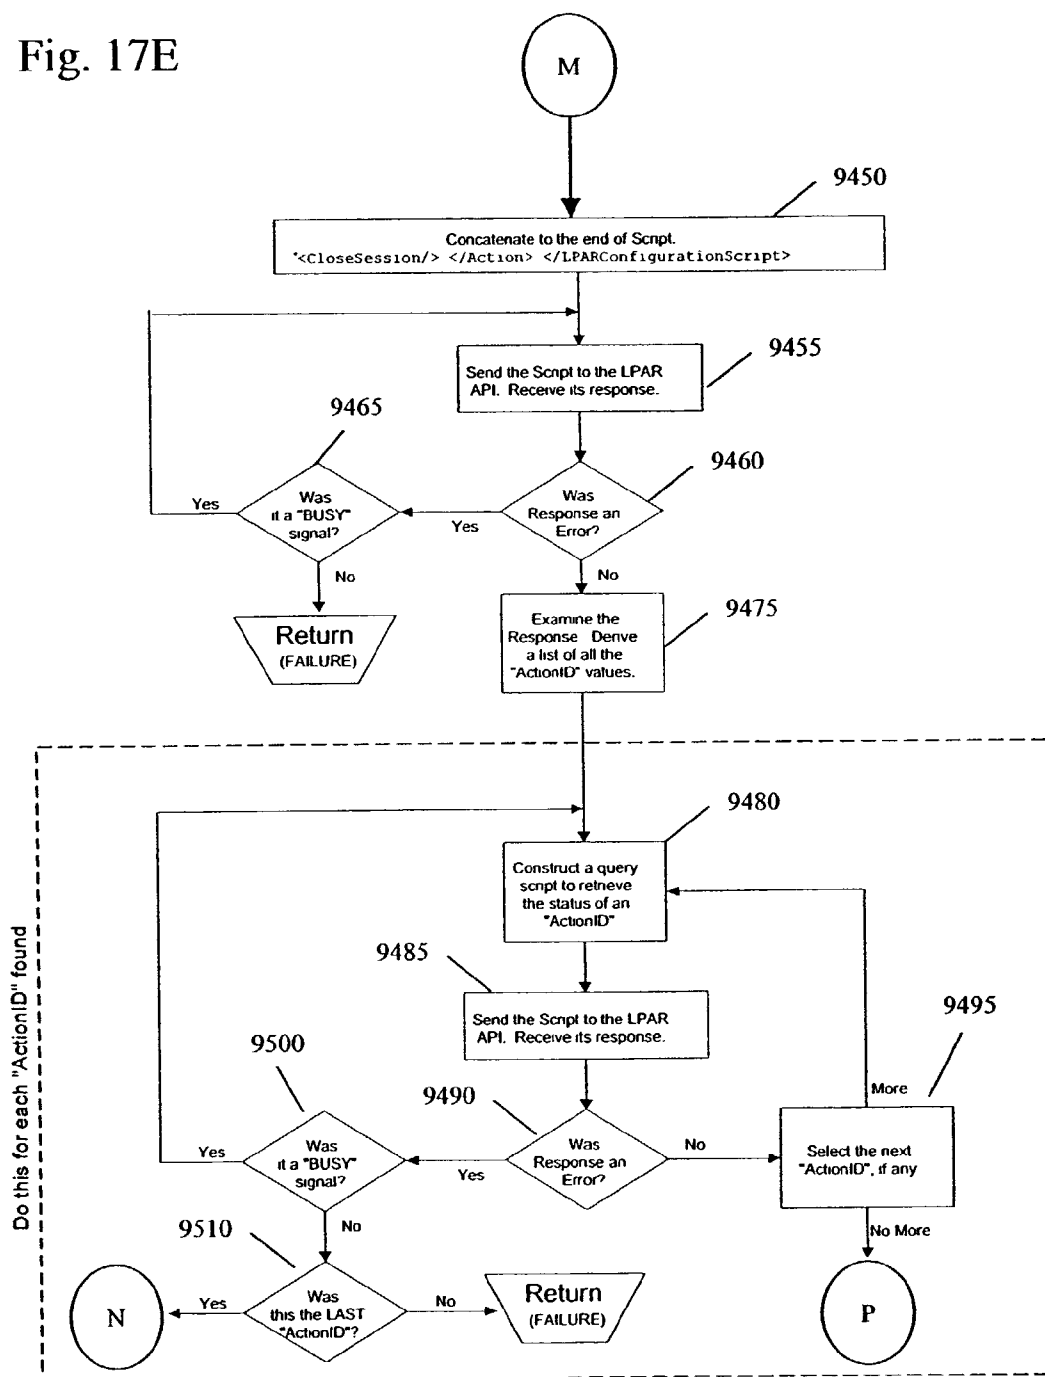 Fig. 17E
M
9450
Concatenate to the end of Script.
"<CloseSession/> </Action> </LPARConfigurationScript>
9455
Send the Script to the LPAR
API. Receive its response.
9465
9460
Was
it a "BUSY"
signal?
Yes
Was
Response an
Error?
Yes
No
No
Return
(FAILURE)
9475
Examine the
Response Derive
a list of all the
"ActionID" values.
Do this for each "ActionID" found
9480
Construct a query
script to retrieve
the status of an
"ActionID"
9485
Send the Script to the LPAR
API. Receive its response.
9495
9500
9490
More
Was
it a "BUSY"
signal?
Yes
Was
Response an
Error?
Yes
No
Select the next
"ActionID", if any
No
No More
9510
Was
this the LAST
"ActionID"?
Yes
No
N
Return
(FAILURE)
P